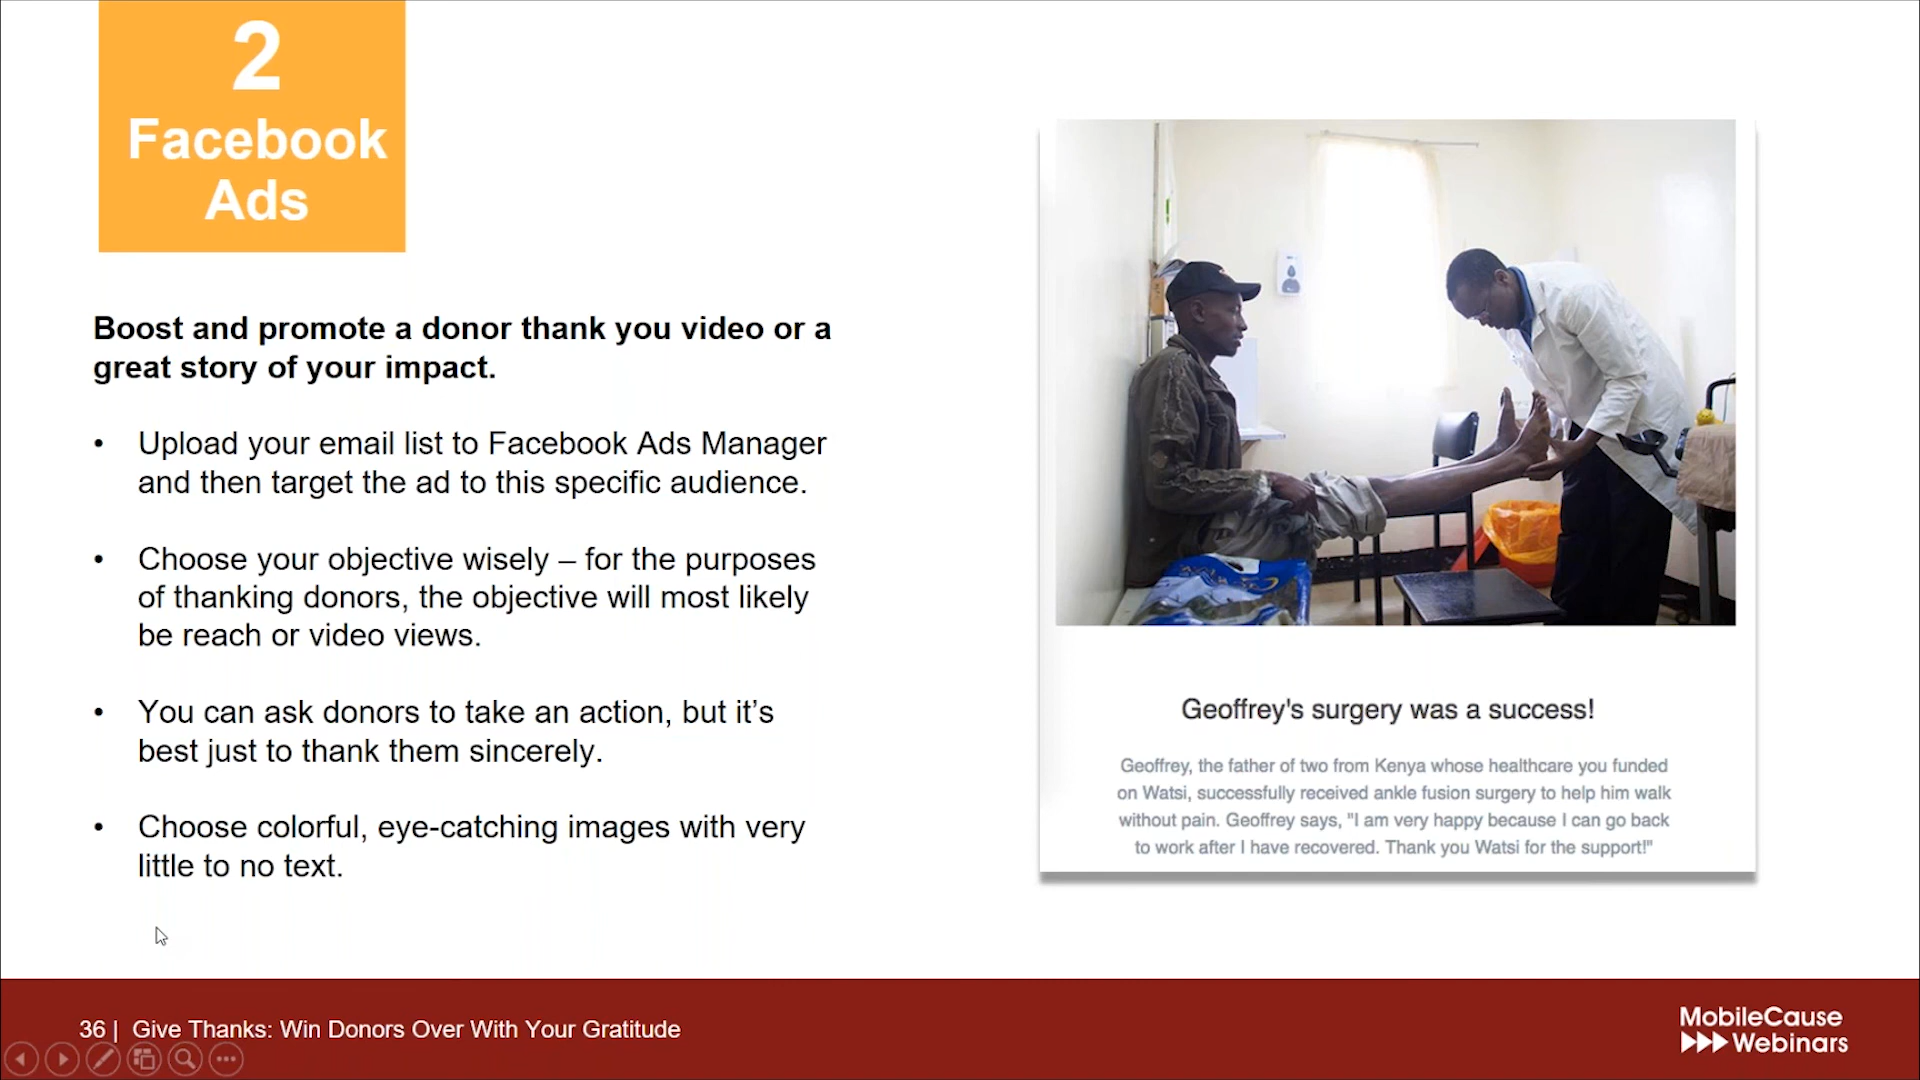 2
Facebook
Ads
Boost and promote a donor thank you video or a
great story of your impact.
• Upload your email list to Facebook Ads Manager
and then target the ad to this specific audience.
• Choose your objective wisely – for the purposes
of thanking donors, the objective will most likely
be reach or video views.
• You can ask donors to take an action, but it’s
best just to thank them sincerely.
• Choose colorful, eye-catching images with very
little to no text.
Geoffrey's surgery was a success!
Geoffrey, the father of two from Kenya whose healthcare you funded
on Watsi, successfully received ankle fusion surgery to help him walk
without pain. Geoffrey says, "I am very happy because I can go back
to work after I have recovered. Thank you Watsi for the support!"
36 | Give Thanks: Win Donors Over With Your Gratitude
MobileCause
Webinars